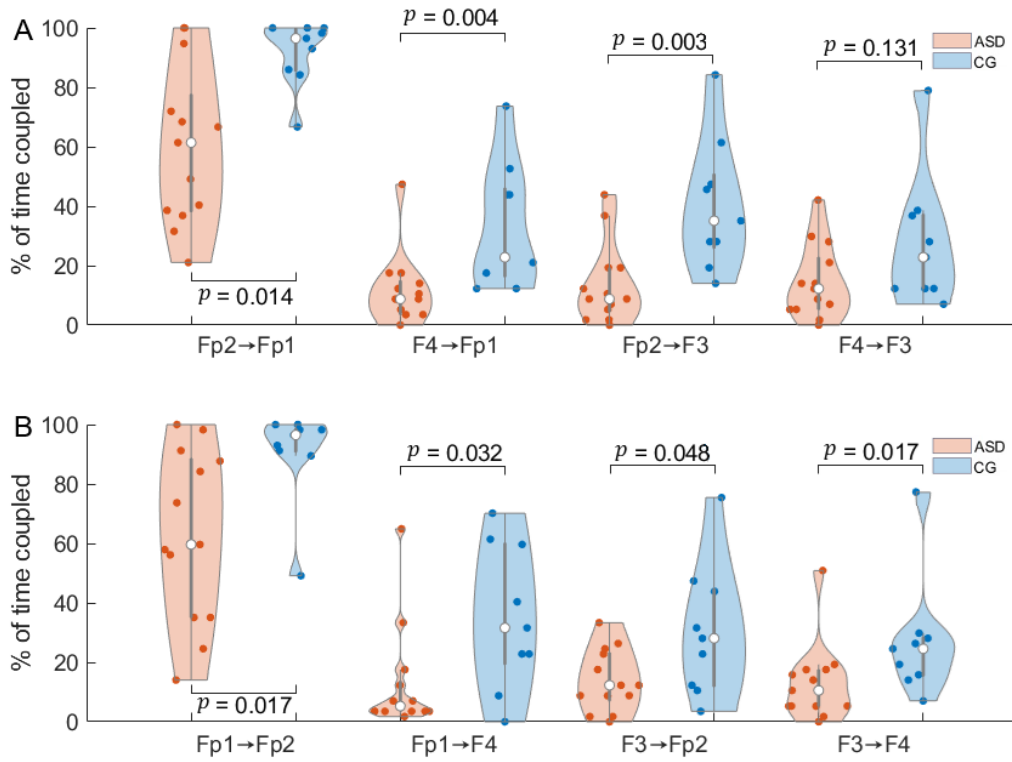 A
% of time coupled
100
80
60
40
20
0
p = 0.014
p = 0.004
p = 0.003
p = 0.131
ASD
CG
Fp2→Fp1
F4→Fp1
Fp2→F3
F4→F3
B
% of time coupled
100
80
60
40
20
0
p = 0.017
p = 0.032
p = 0.048
p = 0.017
ASD
CG
Fp1→Fp2
Fp1→F4
F3→Fp2
F3→F4